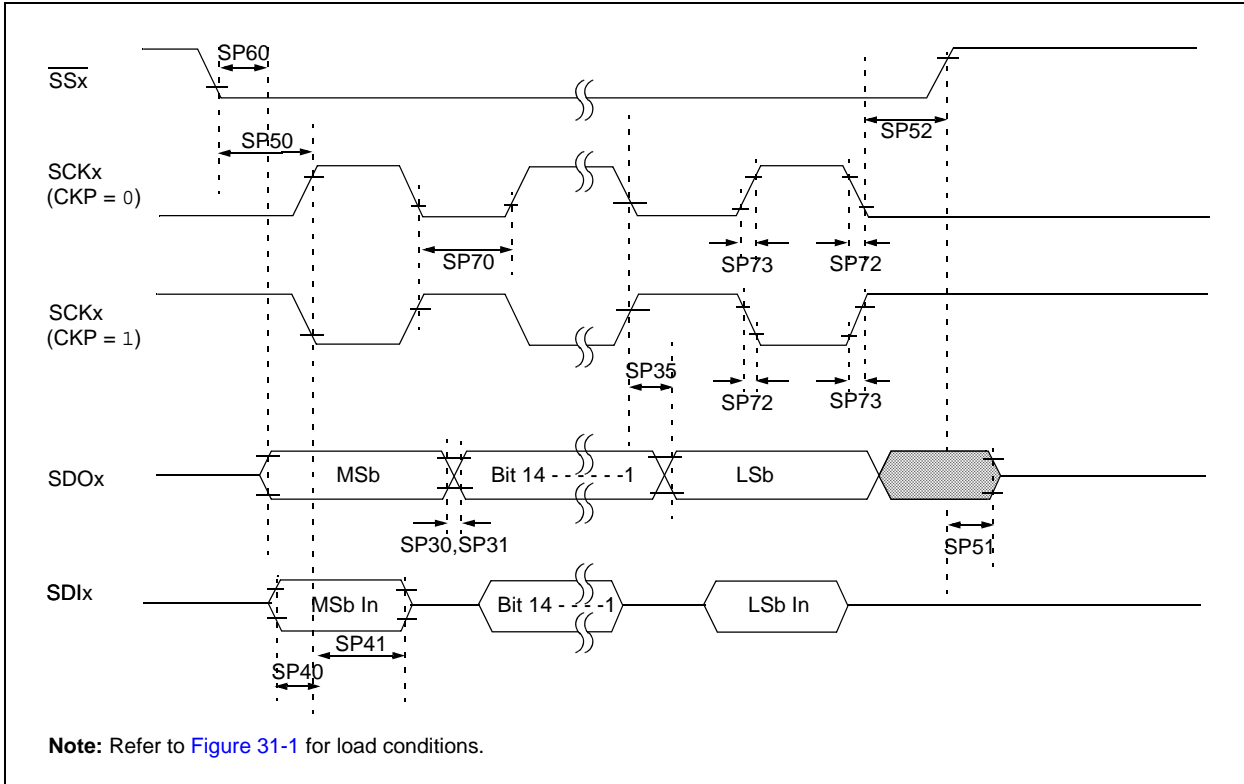 SP60
SSx
SP52
SP50
SCKx
(CKP = 0)
SP70
SP73
SP72
SCKx
(CKP = 1)
SP35
SP72
SP73
SDOx
MSb
Bit 14 - - - - - -1
LSb
SP30,SP31
SP51
SDIx
MSb In
Bit 14 - - - -1
LSb In
SP41
SP40
Note: Refer to Figure 31-1 for load conditions.